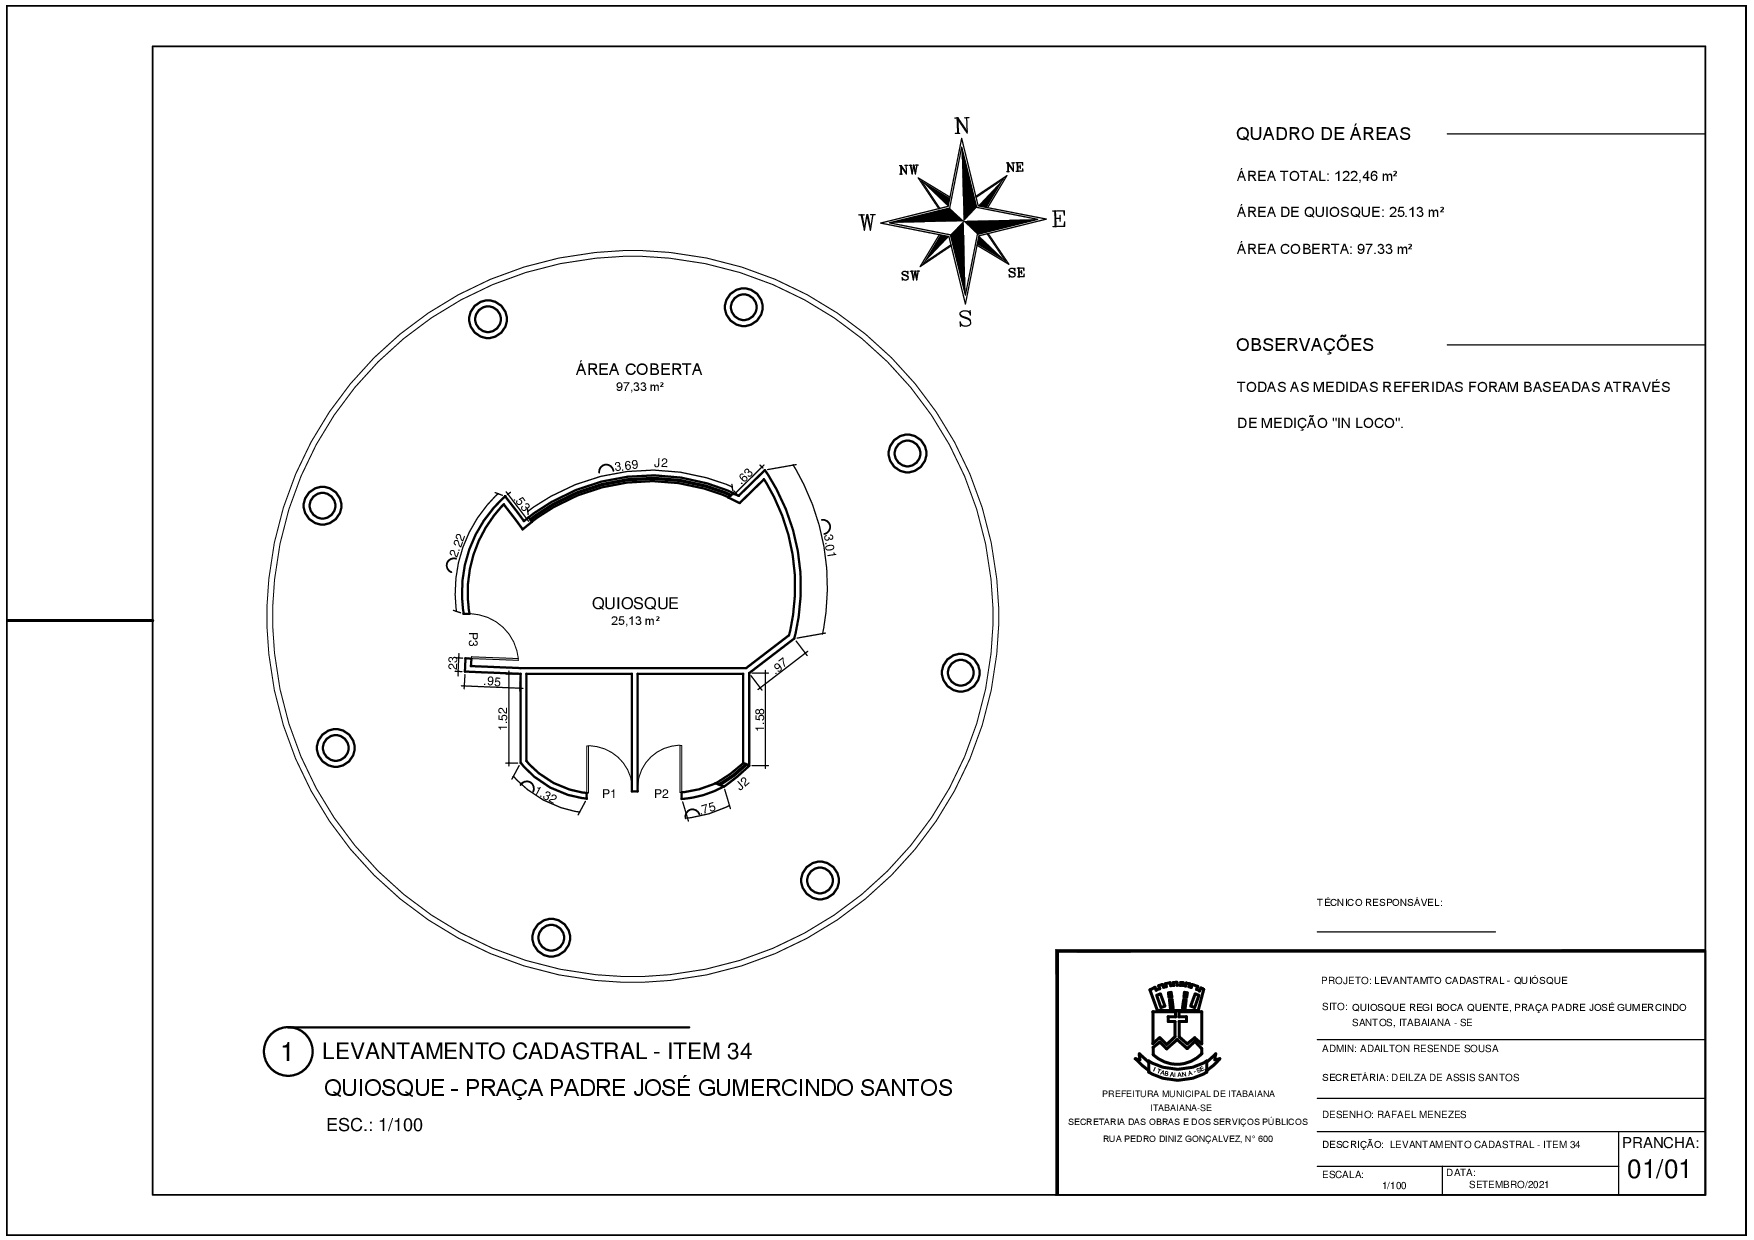 N
NW
NE
W
E
SW
SE
S
QUADRO DE ÁREAS
ÁREA TOTAL: 122,46 m²
ÁREA DE QUIOSQUE: 25.13 m²
ÁREA COBERTA: 97.33 m²
OBSERVAÇÕES
TODAS AS MEDIDAS REFERIDAS FORAM BASEADAS ATRAVÉS
DE MEDIÇÃO "IN LOCO".
ÁREA COBERTA
97,33 m²
3.69
J2
.63
.53
2.22
3.01
QUIOSQUE
25,13 m²
P3
.23
.95
.97
1.52
1.58
1.32
P1
P2
.75
J2
1
LEVANTAMENTO CADASTRAL - ITEM 34
QUIOSQUE - PRAÇA PADRE JOSÉ GUMERCINDO SANTOS
ESC.: 1/100
TÉCNICO RESPONSÁVEL:
ITABAIANA - SE
PREFEITURA MUNICIPAL DE ITABAIANA
ITABAIANA-SE
SECRETARIA DAS OBRAS E DOS SERVIÇOS PÚBLICOS
RUA PEDRO DINIZ GONÇALVEZ, N° 600
PROJETO: LEVANTAMTO CADASTRAL - QUIÓSQUE
SITO: QUIOSQUE REGI BOCA QUENTE, PRAÇA PADRE JOSÉ GUMERCINDO
SANTOS, ITABAIANA - SE
ADMIN: ADAILTON RESENDE SOUSA
SECRETÁRIA: DEILZA DE ASSIS SANTOS
DESENHO: RAFAEL MENEZES
DESCRIÇÃO: LEVANTAMENTO CADASTRAL - ITEM 34
ESCALA:
1/100
DATA:
SETEMBRO/2021
PRANCHA:
01/01